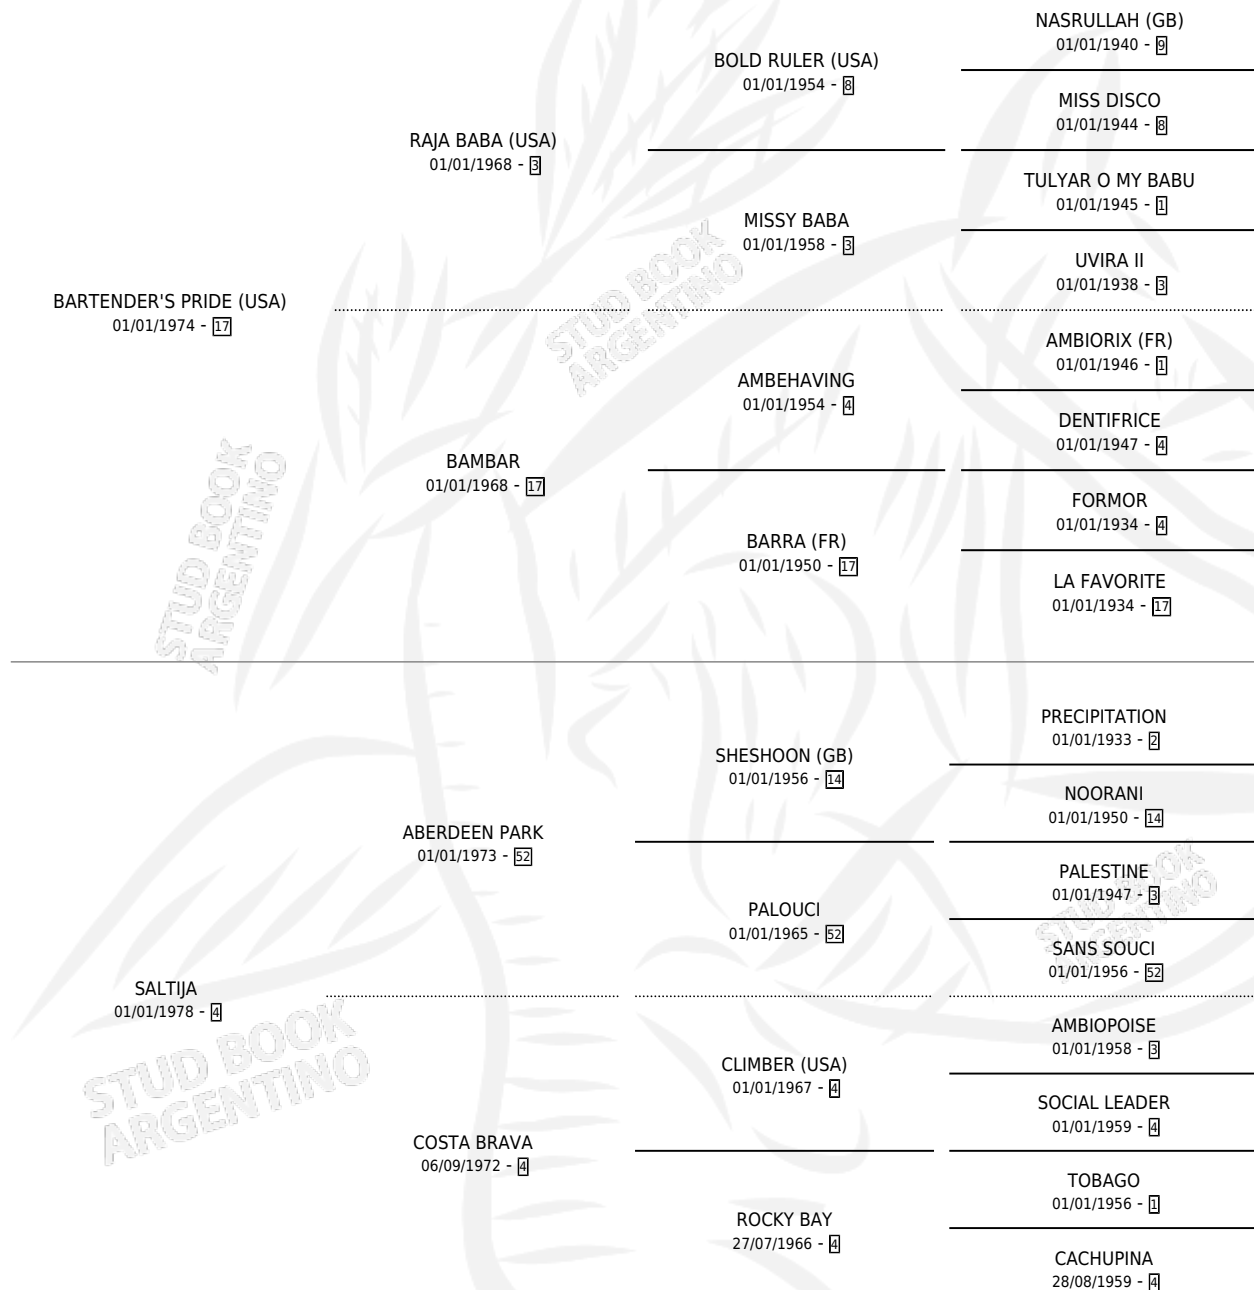 NASRULLAH (GB)
01/01/1940 - 9
BOLD RULER (USA)
01/01/1954 - 8
MISS DISCO
01/01/1944 - 8
RAJA BABA (USA)
01/01/1968 - 3
TULYAR O MY BABU
01/01/1945 - 1
MISSY BABA
01/01/1958 - 3
UVIRA II
01/01/1938 - 3
BARTENDER'S PRIDE (USA)
01/01/1974 - 17
AMBIORIX (FR)
01/01/1946 - 1
AMBEHAVING
01/01/1954 - 4
DENTIFRICE
01/01/1947 - 4
BAMBAR
01/01/1968 - 17
FORMOR
01/01/1934 - 4
BARRA (FR)
01/01/1950 - 17
LA FAVORITE
01/01/1934 - 17
PRECIPITATION
01/01/1933 - 2
SHESHOON (GB)
01/01/1956 - 14
NOORANI
01/01/1950 - 14
ABERDEEN PARK
01/01/1973 - 52
PALESTINE
01/01/1947 - 3
PALOUCI
01/01/1965 - 52
SANS SOUCI
01/01/1956 - 52
SALTIJA
01/01/1978 - 4
AMBIOPOISE
01/01/1958 - 3
CLIMBER (USA)
01/01/1967 - 4
SOCIAL LEADER
01/01/1959 - 4
COSTA BRAVA
06/09/1972 - 4
TOBAGO
01/01/1956 - 1
ROCKY BAY
27/07/1966 - 4
CACHUPINA
28/08/1959 - 4
STUD BOOK
ARGENTINO
STUD BOOK
ARGENTINO
STUD BOOK
ARGENTINO
STUD BOOK
ARGENTINO